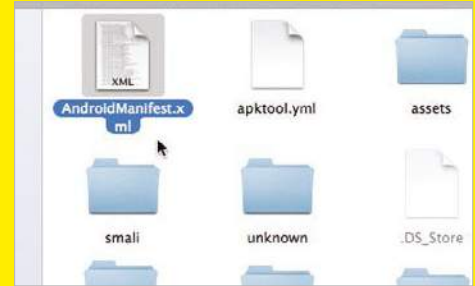 XML
AndroidManifest.x
ml
apktool.yml
assets
smali
unknown
.DS_Store